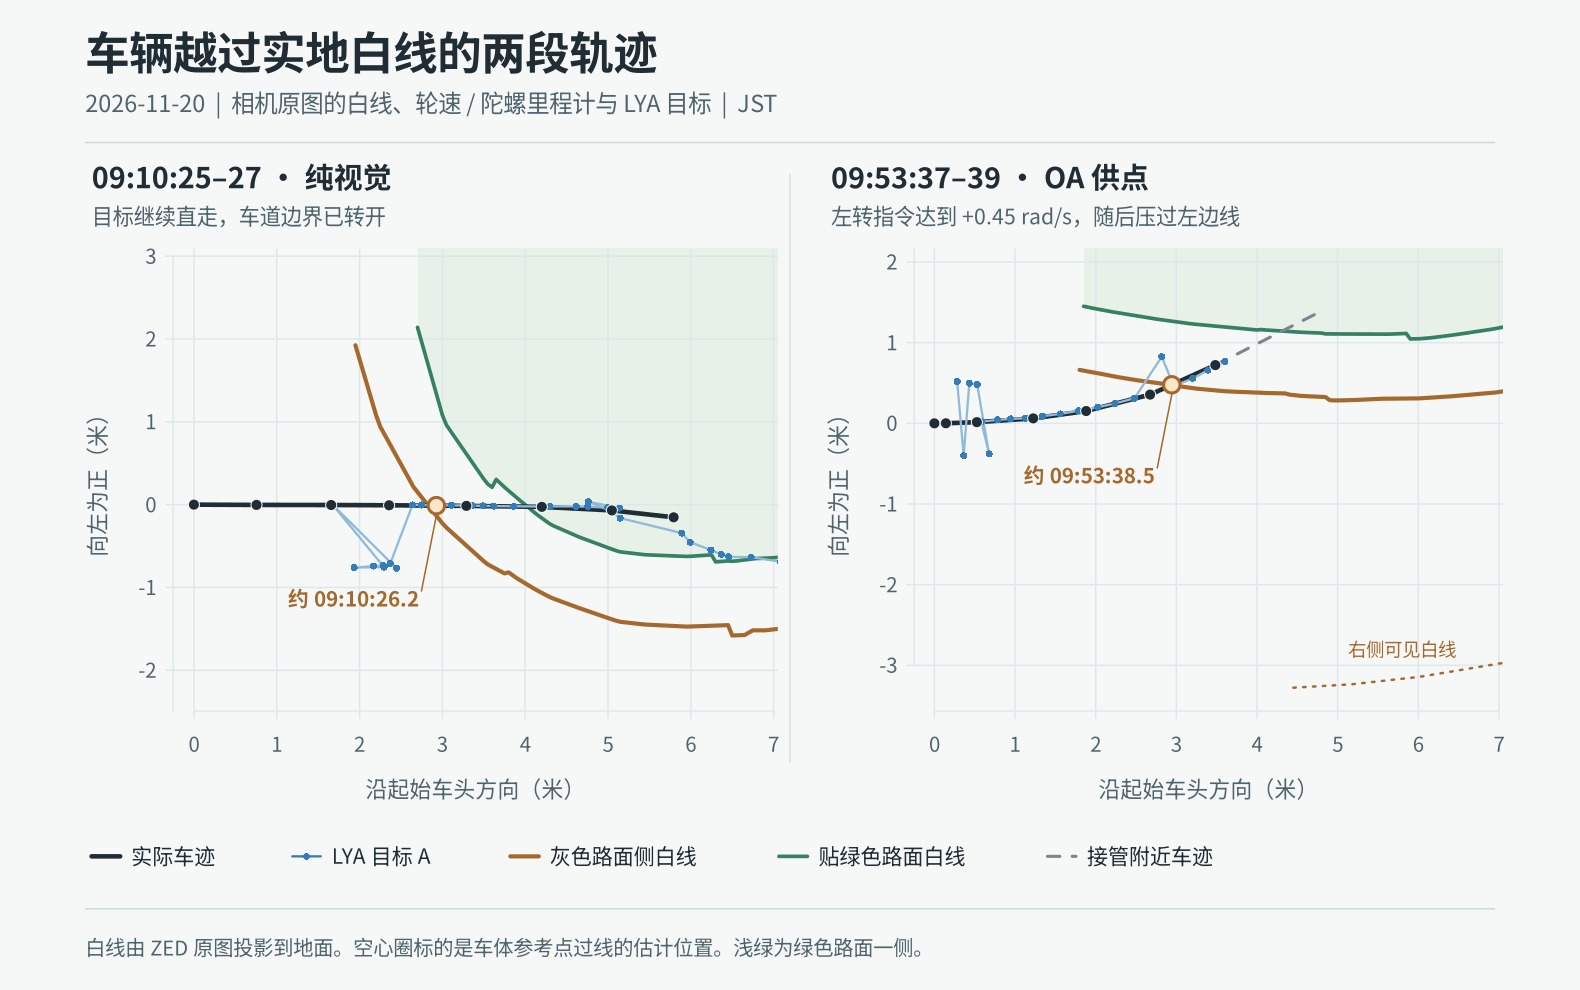 车辆越过实地白线的两段轨迹
2026-11-20 | 相机原图的白线、轮速 / 陀螺里程计与 LYA 目标 | JST
09:10:25–27 · 纯视觉
目标继续直走，车道边界已转开
3
2
1
0
-1
-2
向左为正（米）
约 09:10:26.2
0 1 2 3 4 5 6 7
沿起始车头方向（米）
09:53:37–39 · OA 供点
左转指令达到 +0.45 rad/s，随后压过左边线
2
1
0
-1
-2
-3
向左为正（米）
约 09:53:38.5
右侧可见白线
0 1 2 3 4 5 6 7
沿起始车头方向（米）
实际车迹 LYA 目标 A 灰色路面侧白线 贴绿色路面白线 接管附近车迹
白线由 ZED 原图投影到地面。空心圈标的是车体参考点过线的估计位置。浅绿为绿色路面一侧。